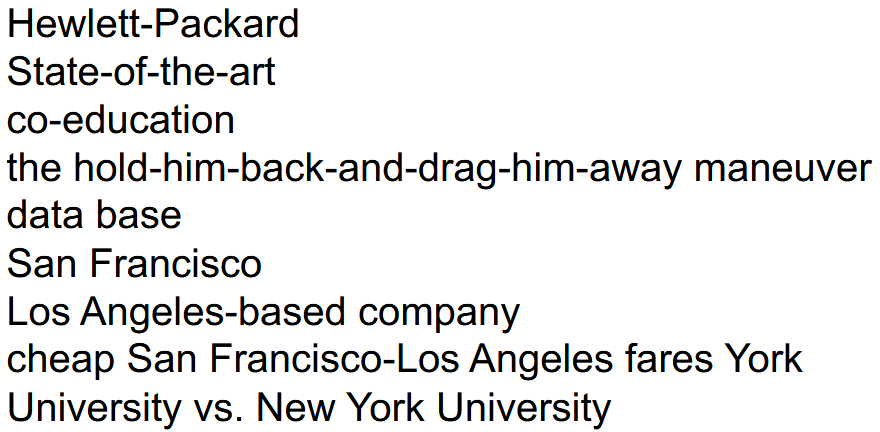 Hewlett-Packard
State-of-the-art
co-education
the hold-him-back-and-drag-him-away maneuver
data base
San Francisco
Los Angeles-based company
cheap San Francisco-Los Angeles fares York
University vs. New York University